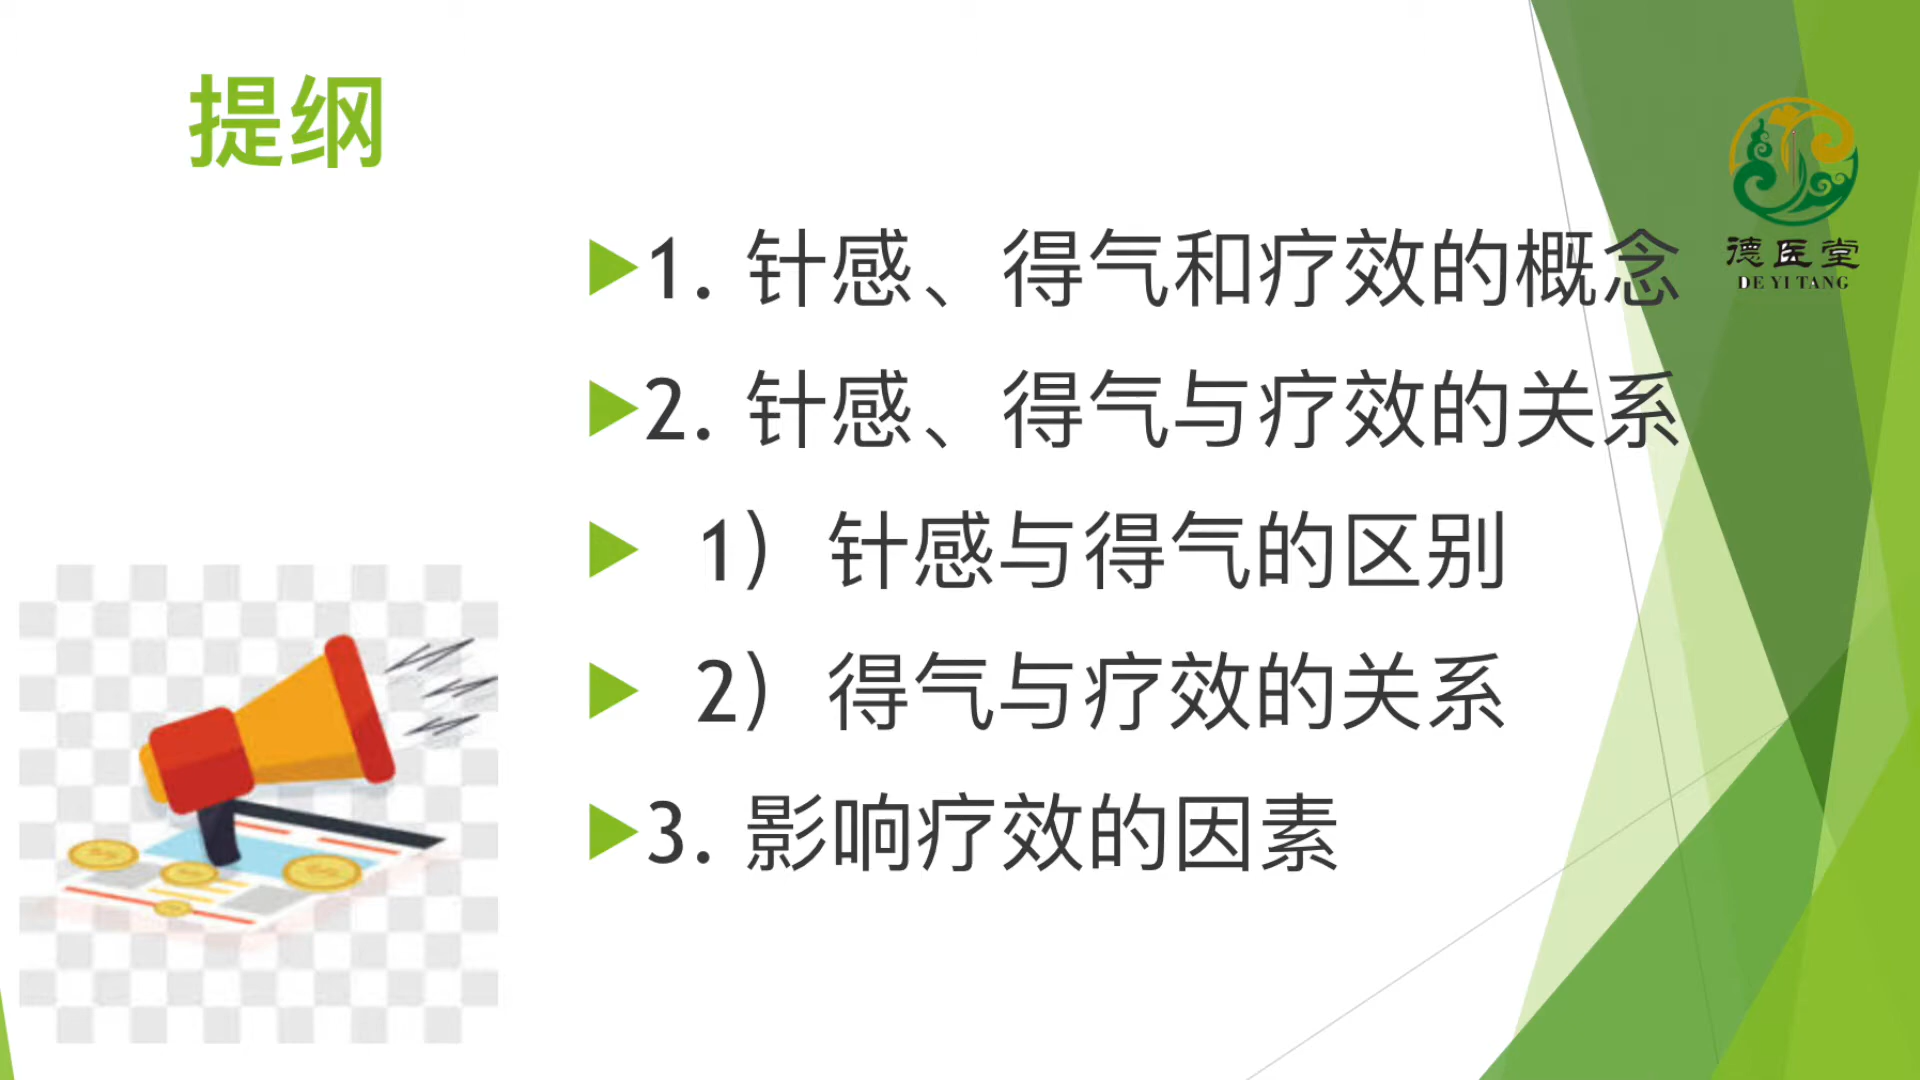 提纲
德医堂
DE YI TANG
1. 针感、得气和疗效的概念
2. 针感、得气与疗效的关系
1） 针感与得气的区别
2） 得气与疗效的关系
3. 影响疗效的因素